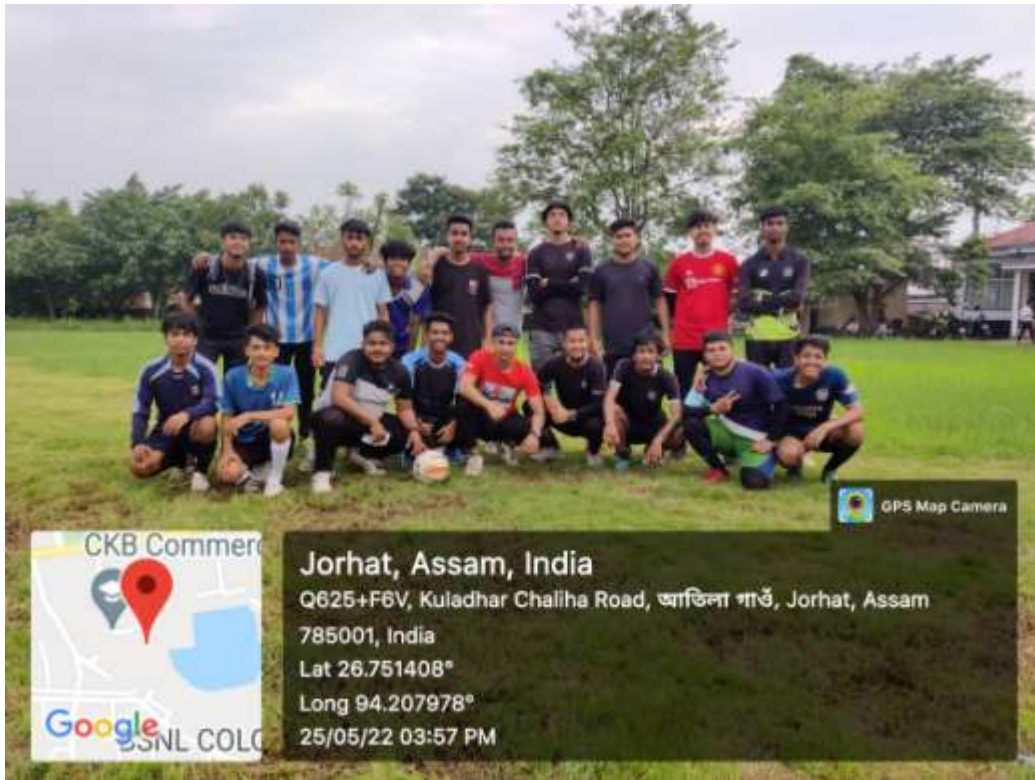 GPS Map Camera
CKB Commerc
Jorhat, Assam, India
Q625+F6V, Kuladhar Chaliha Road, আতিলা গাওঁ, Jorhat, Assam
785001, India
Lat 26.751408°
Long 94.207978°
25/05/22 03:57 PM
Google
BSNL COLO